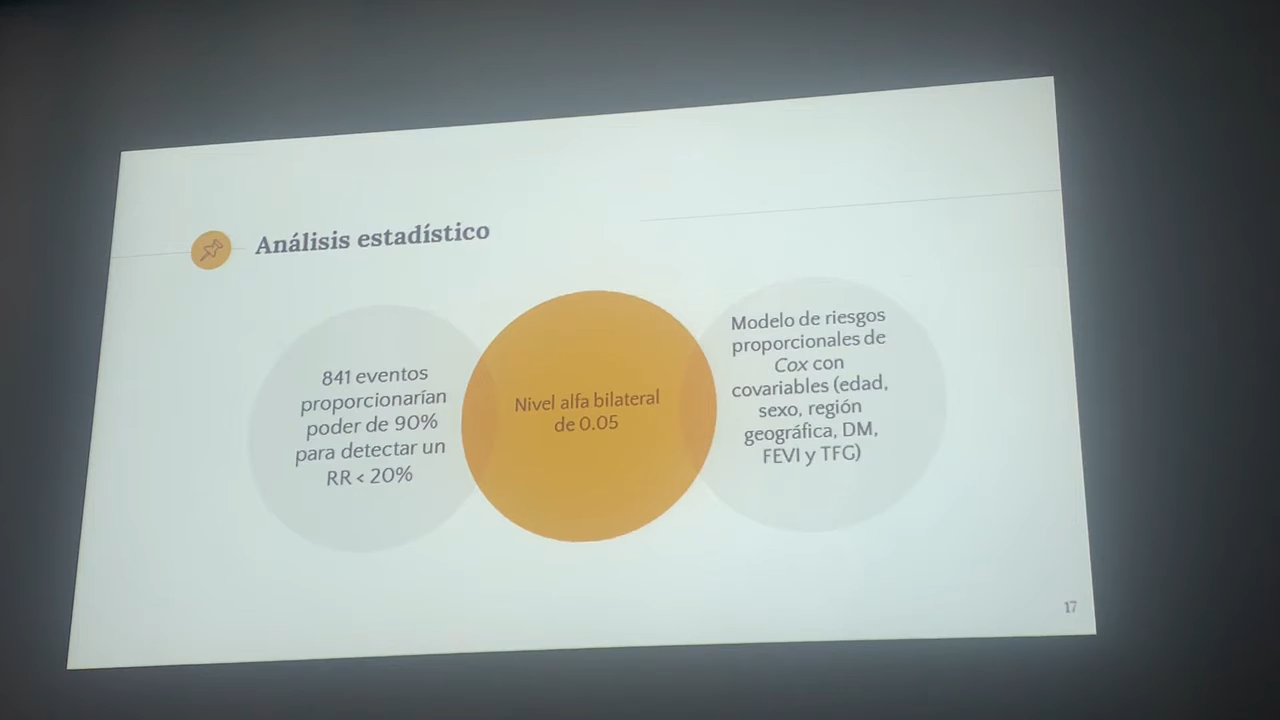 Análisis estadístico
841 eventos
proporcionarían
poder de 90%
para detectar un
RR < 20%
Nivel alfa bilateral
de 0.05
Modelo de riesgos
proporcionales de
Cox con
covariables (edad,
sexo, región
geográfica, DM,
FEVI y TFG)
17